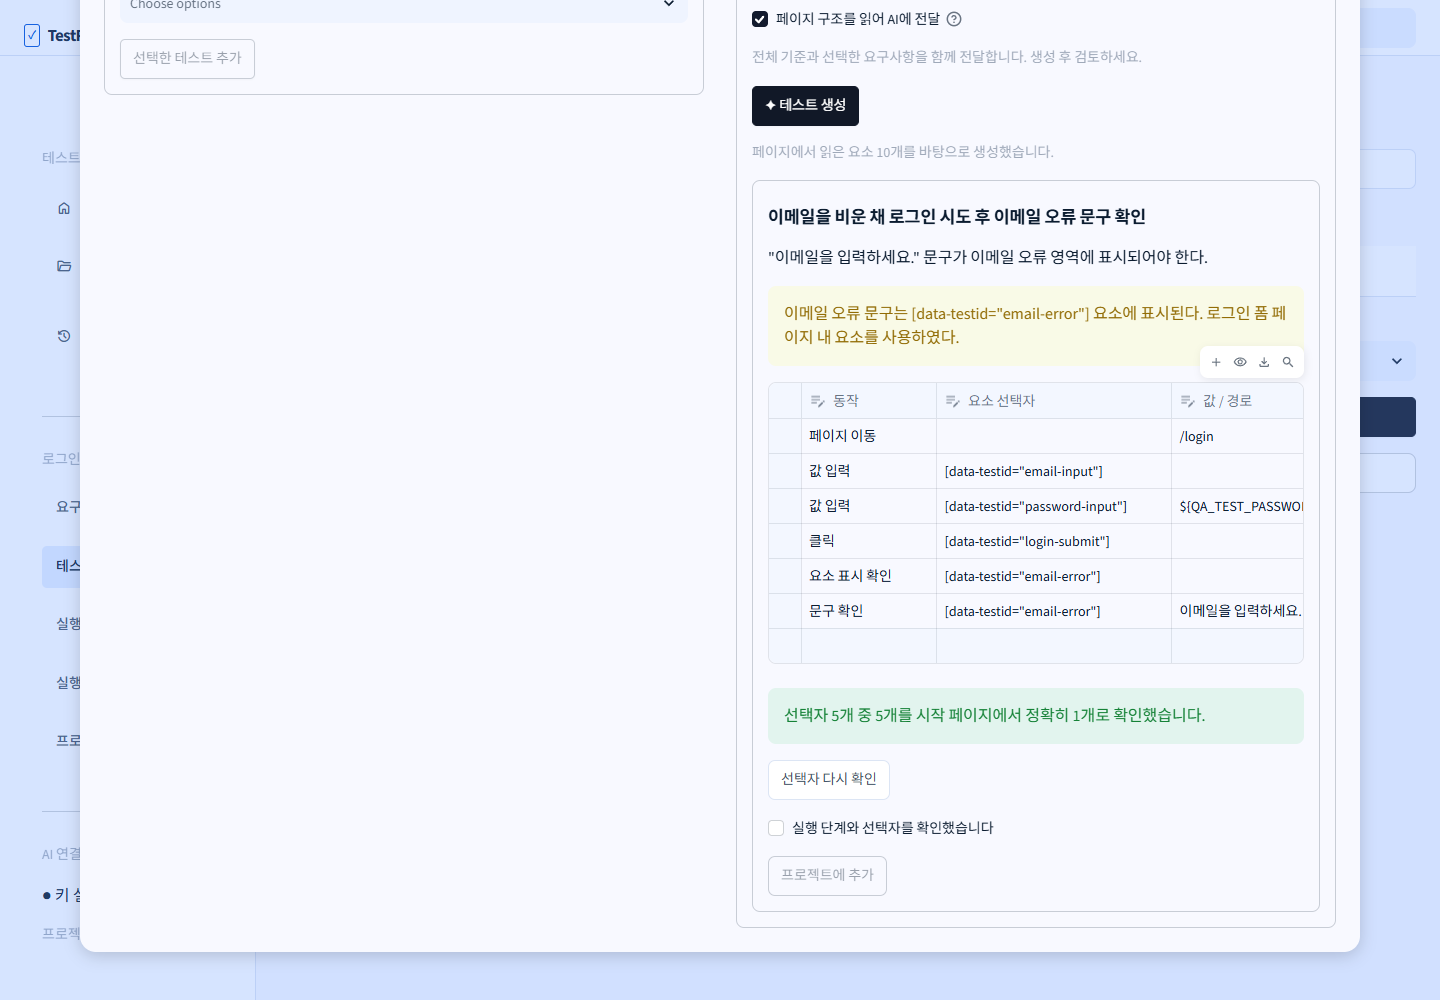 TestF
테스트
로그인
요구
테스
실행
실행
프로
AI 연결
● 키 설
프로젝
Choose options
선택한 테스트 추가
페이지 구조를 읽어 AI에 전달
전체 기준과 선택한 요구사항을 함께 전달합니다. 생성 후 검토하세요.
✦ 테스트 생성
페이지에서 읽은 요소 10개를 바탕으로 생성했습니다.
이메일을 비운 채 로그인 시도 후 이메일 오류 문구 확인
"이메일을 입력하세요." 문구가 이메일 오류 영역에 표시되어야 한다.
이메일 오류 문구는 [data-testid="email-error"] 요소에 표시된다. 로그인 폼 페
이지 내 요소를 사용하였다.
동작 요소 선택자 값 / 경로
페이지 이동 /login
값 입력 [data-testid="email-input"]
값 입력 [data-testid="password-input"] ${QA_TEST_PASSWO
클릭 [data-testid="login-submit"]
요소 표시 확인 [data-testid="email-error"]
문구 확인 [data-testid="email-error"] 이메일을 입력하세요.
선택자 5개 중 5개를 시작 페이지에서 정확히 1개로 확인했습니다.
선택자 다시 확인
실행 단계와 선택자를 확인했습니다
프로젝트에 추가